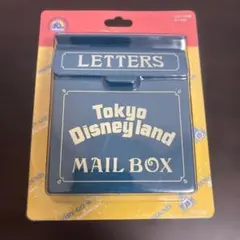 LETTERS
Tokyo
Disneyland
MAIL BOX